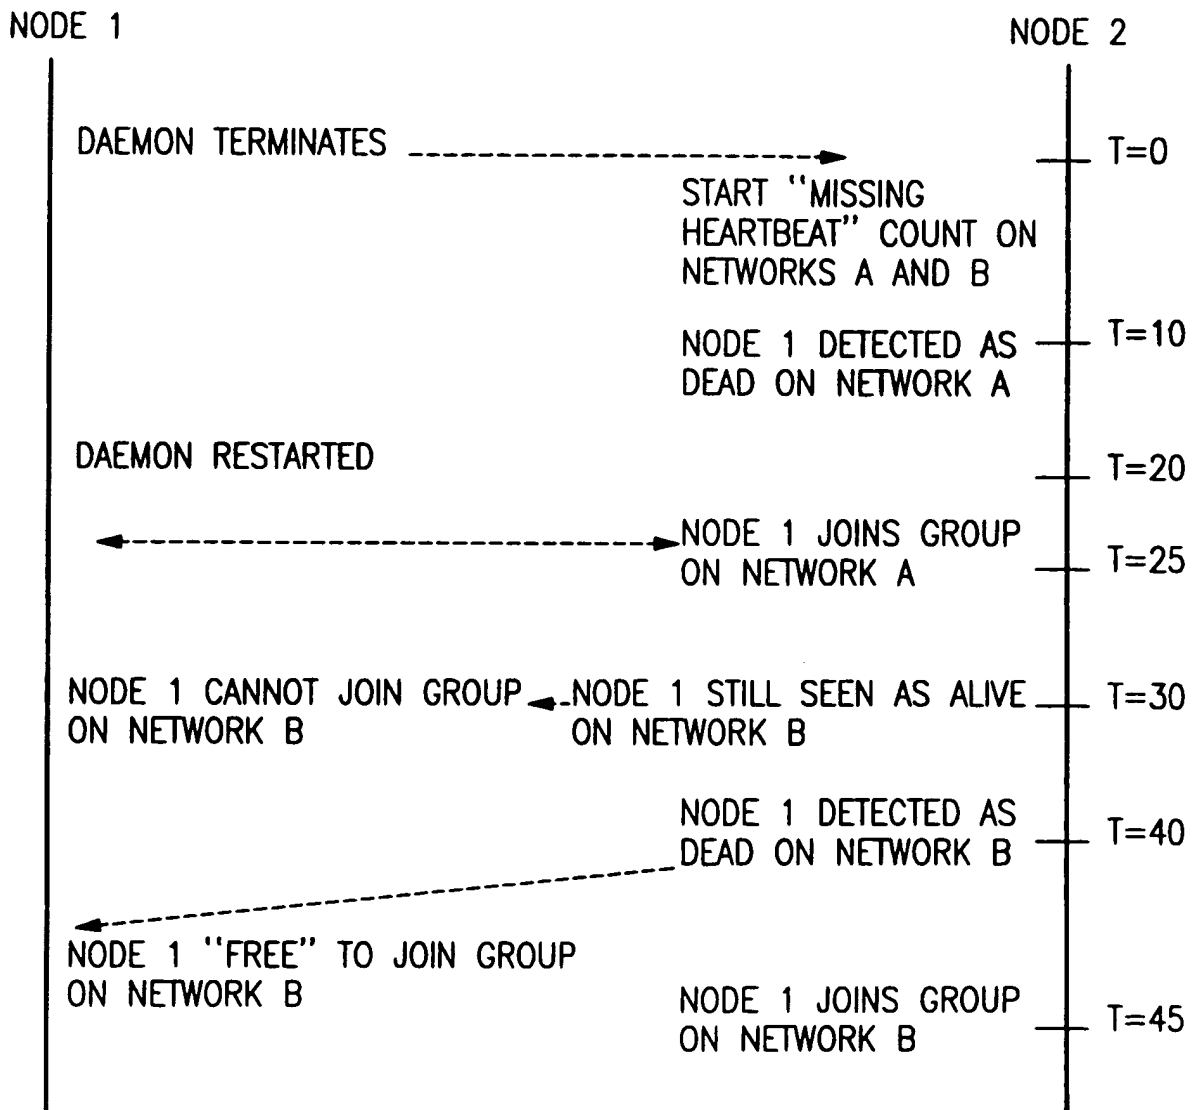 NODE 1
NODE 2
DAEMON TERMINATES
T=0
START "MISSING
HEARTBEAT" COUNT ON
NETWORKS A AND B
T=10
NODE 1 DETECTED AS
DEAD ON NETWORK A
DAEMON RESTARTED
T=20
NODE 1 JOINS GROUP
ON NETWORK A
T=25
NODE 1 CANNOT JOIN GROUP
ON NETWORK B
NODE 1 STILL SEEN AS ALIVE
ON NETWORK B
T=30
NODE 1 DETECTED AS
DEAD ON NETWORK B
T=40
NODE 1 "FREE" TO JOIN GROUP
ON NETWORK B
NODE 1 JOINS GROUP
ON NETWORK B
T=45